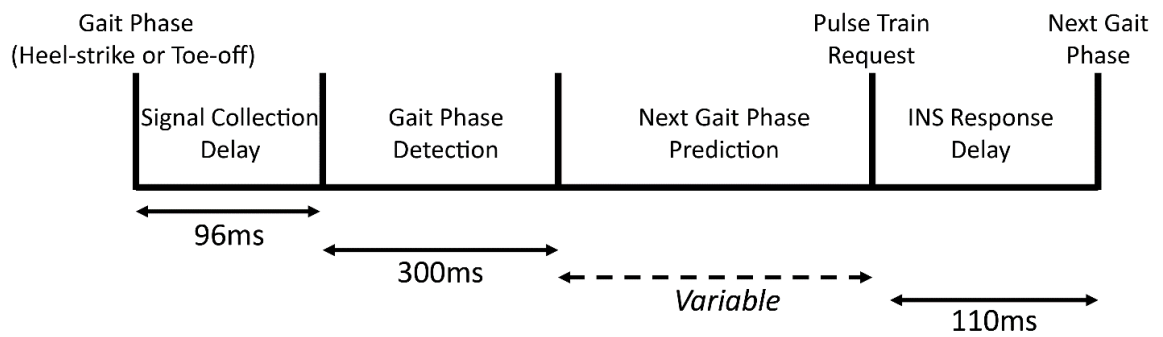 Gait Phase
(Heel-strike or Toe-off)
Pulse Train
Request
Next Gait
Phase
Signal Collection
Delay
Gait Phase
Detection
Next Gait Phase
Prediction
INS Response
Delay
96ms
300ms
Variable
110ms